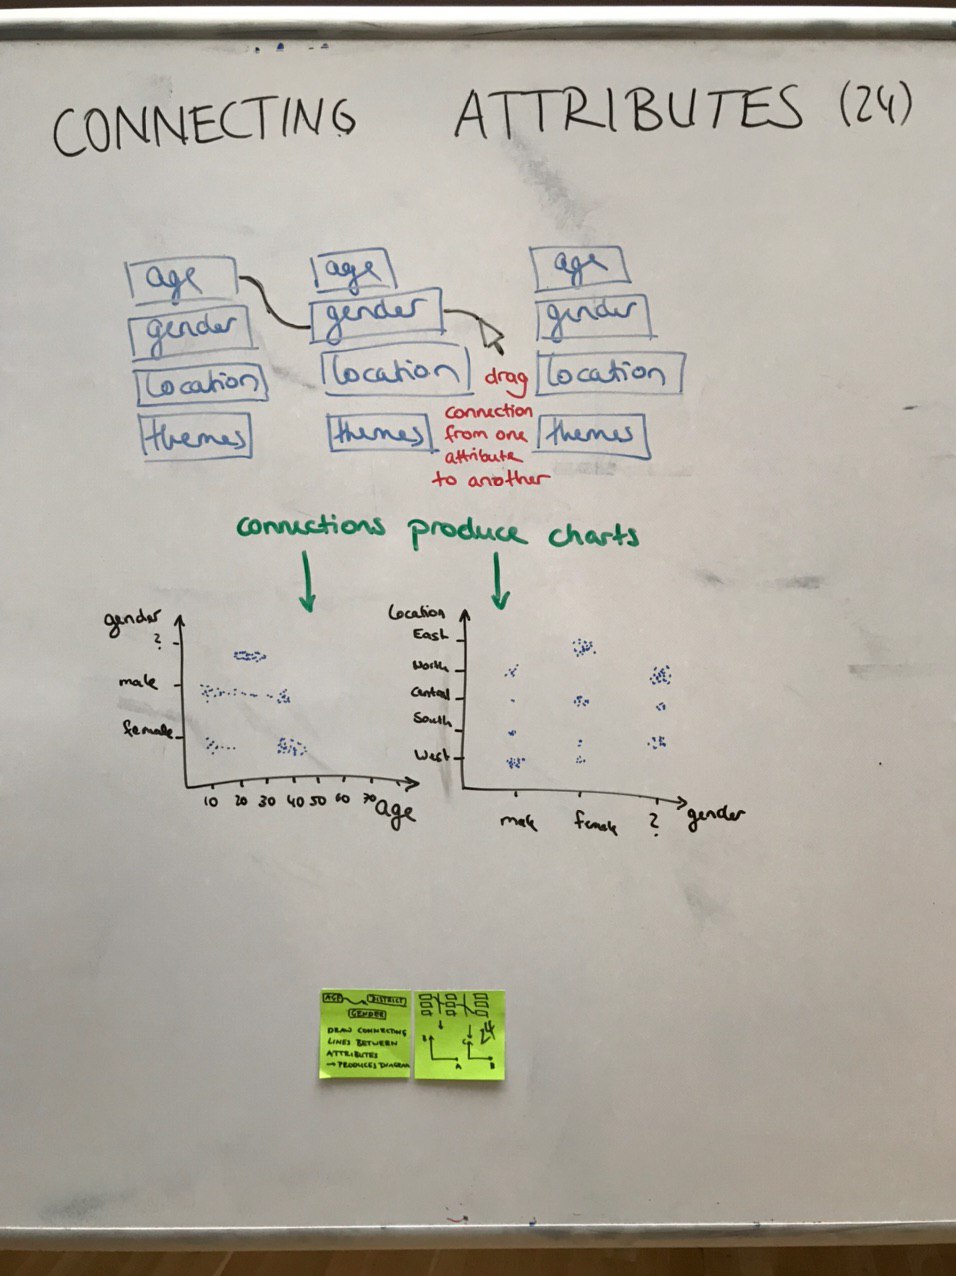 CONNECTING ATTRIBUTES (24)
age
gender
location
themes
age
gender
location
themes
age
gender
location
themes
drag
connection
from one
attribute
to another
connections produce charts
gender
?
male
female
10 20 30 40 50 60 70
age
Location
East
North
Central
South
West
male female ?
gender
AGE DISTRICT
GENDER
DRAW CONNECTING
LINES BETWEEN
ATTRIBUTES
→ PRODUCES DIAGRAM
24
B
A
C
B